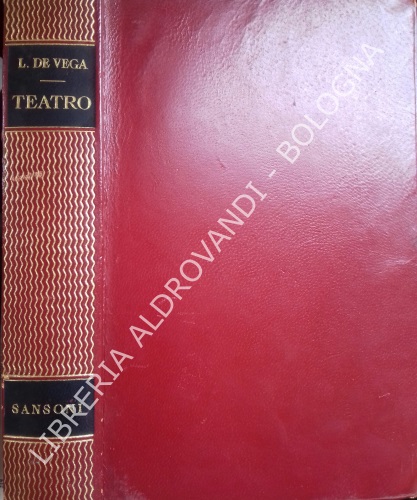 L. DE VEGA
TEATRO
SANSONI
LIBRERIA ALDROVANDI - BOLOGNA